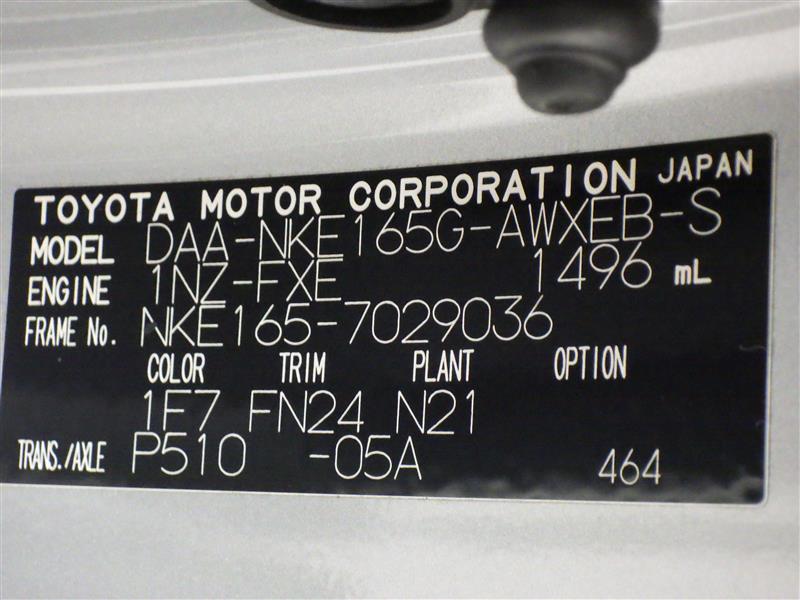 TOYOTA MOTOR CORPORATION JAPAN
MODEL DAA-NKE165G-AWXEB-S
ENGINE 1NZ-FXE 1496 mL
FRAME No. NKE165-7029036
COLOR TRIM PLANT OPTION
1F7 FN24 N21
TRANS./AXLE P510 -05A 464